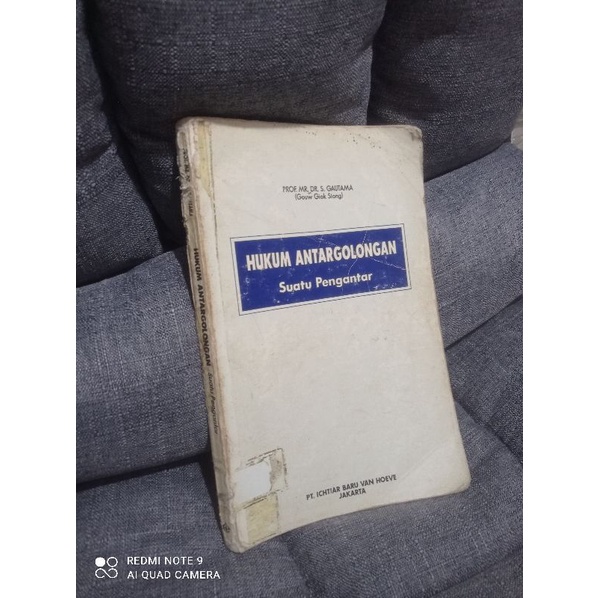 PROF. MR. DR. S. GAUTAMA
(Gouw Giok Siong)
HUKUM ANTARGOLONGAN
Suatu Pengantar
PT. ICHTIAR BARU VAN HOEVE
JAKARTA
HUKUM ANTARGOLONGAN Suatu Pengantar
REDMI NOTE 9
AI QUAD CAMERA